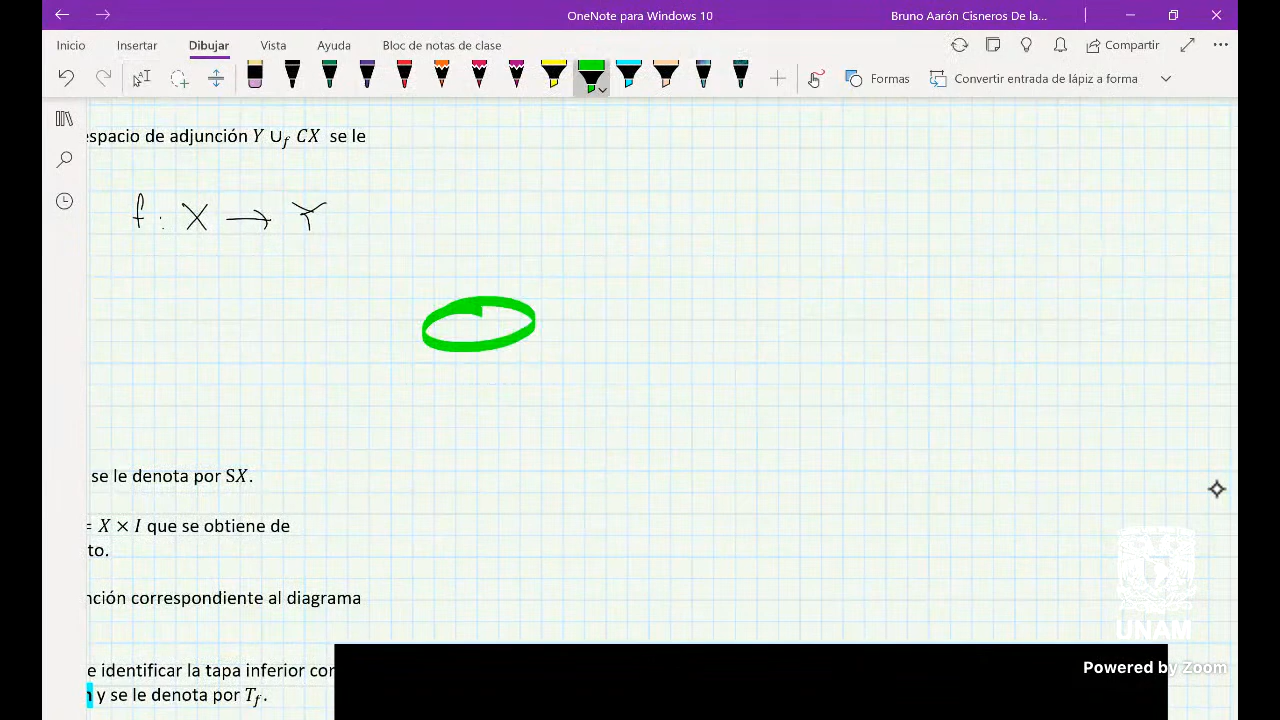 OneNote para Windows 10
Bruno Aarón Cisneros De la...
Inicio Insertar Dibujar Vista Ayuda Bloc de notas de clase
Compartir
Formas
Convertir entrada de lápiz a forma
espacio de adjunción Y ∪f CX se le
f : X → Y
se le denota por SX.
= X × I que se obtiene de
to.
nción correspondiente al diagrama
e identificar la tapa inferior con
n y se le denota por Tf.
UNAM
Powered by Zoom